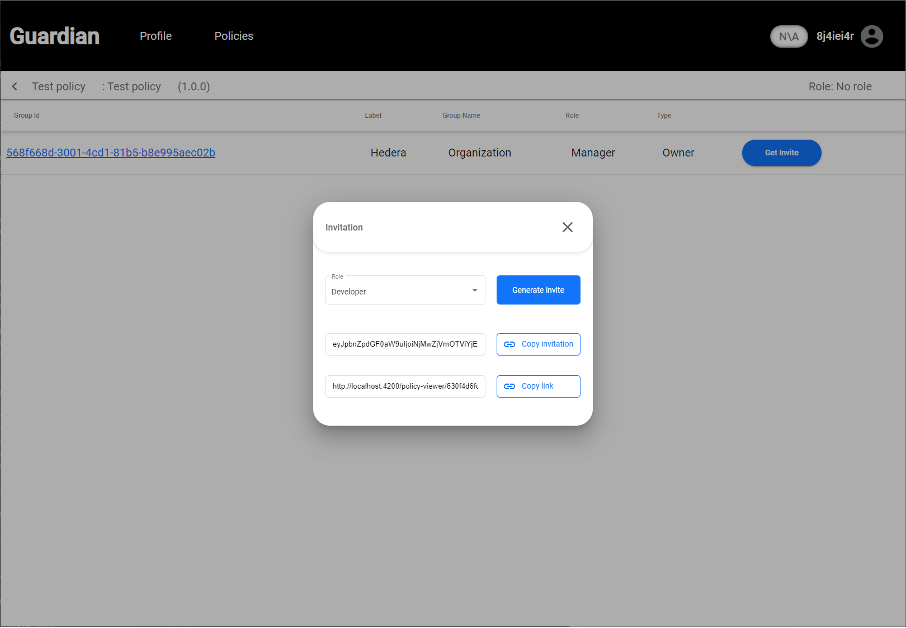 Guardian Profile Policies N\A 8j4iei4r
Test policy : Test policy (1.0.0) Role: No role
Group Id Label Group Name Role Type
568f668d-3001-4cd1-81b5-b8e995aec02b Hedera Organization Manager Owner Get Invite
Invitation
Role
Developer Generate Invite
eyJpbnZpdGF0aW9uIjoiNjMwZjVmOTViYjE Copy invitation
http://localhost:4200/policy-viewer/630f4d6fc Copy link